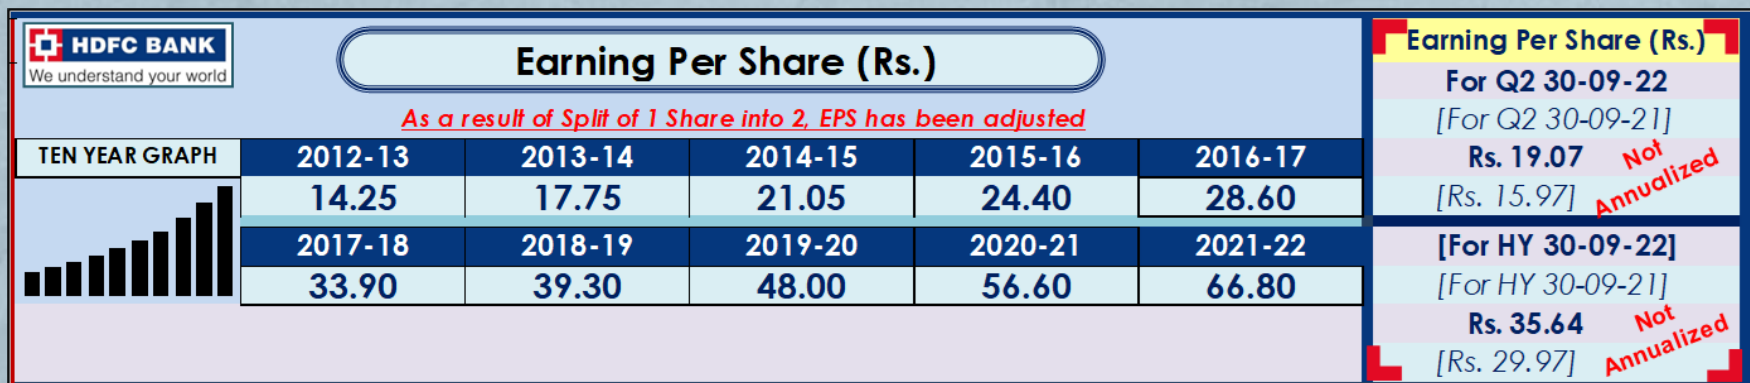 HDFC BANK
We understand your world
Earning Per Share (Rs.)
As a result of Split of 1 Share into 2, EPS has been adjusted
TEN YEAR GRAPH
2012-13 2013-14 2014-15 2015-16 2016-17
14.25 17.75 21.05 24.40 28.60
2017-18 2018-19 2019-20 2020-21 2021-22
33.90 39.30 48.00 56.60 66.80
Earning Per Share (Rs.)
For Q2 30-09-22
[For Q2 30-09-21]
Rs. 19.07
[Rs. 15.97]
Not
Annualized
[For HY 30-09-22]
[For HY 30-09-21]
Rs. 35.64
[Rs. 29.97]
Not
Annualized